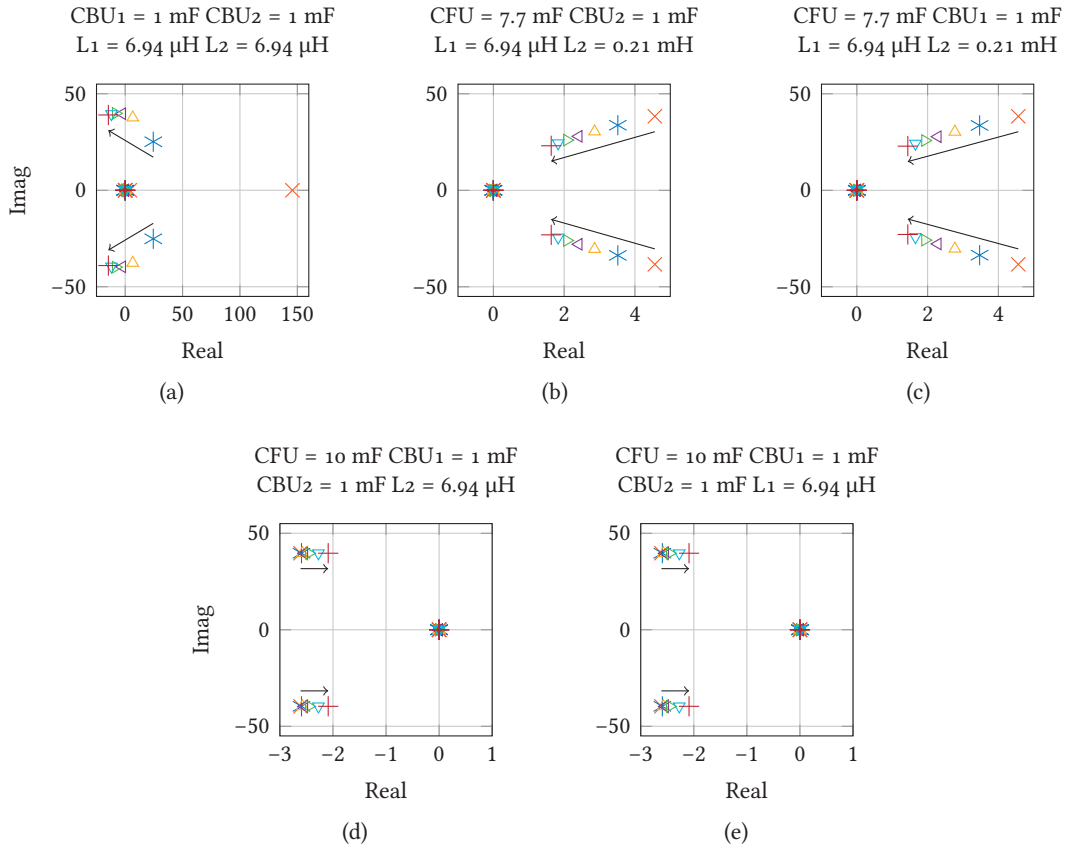 CBU1 = 1 mF CBU2 = 1 mF
L1 = 6.94 µH L2 = 6.94 µH
CFU = 7.7 mF CBU2 = 1 mF
L1 = 6.94 µH L2 = 0.21 mH
CFU = 7.7 mF CBU1 = 1 mF
L1 = 6.94 µH L2 = 0.21 mH
50
0
−50
Imag
0 50 100 150
Real
(a)
50
0
−50
0 2 4
Real
(b)
50
0
−50
0 2 4
Real
(c)
CFU = 10 mF CBU1 = 1 mF
CBU2 = 1 mF L2 = 6.94 µH
CFU = 10 mF CBU1 = 1 mF
CBU2 = 1 mF L1 = 6.94 µH
50
0
−50
Imag
−3 −2 −1 0 1
Real
(d)
50
0
−50
−3 −2 −1 0 1
Real
(e)